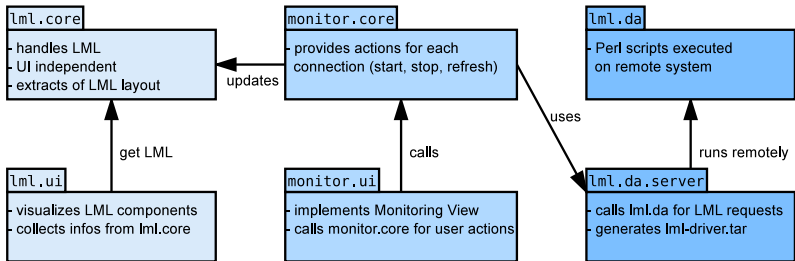 lml.core
- handles LML
- UI independent
- extracts of LML layout
monitor.core
- provides actions for each
connection (start, stop, refresh)
lml.da
- Perl scripts executed
on remote system
updates
uses
get LML
calls
runs remotely
lml.ui
- visualizes LML components
- collects infos from lml.core
monitor.ui
- implements Monitoring View
- calls monitor.core for user actions
lml.da.server
- calls lml.da for LML requests
- generates lml-driver.tar